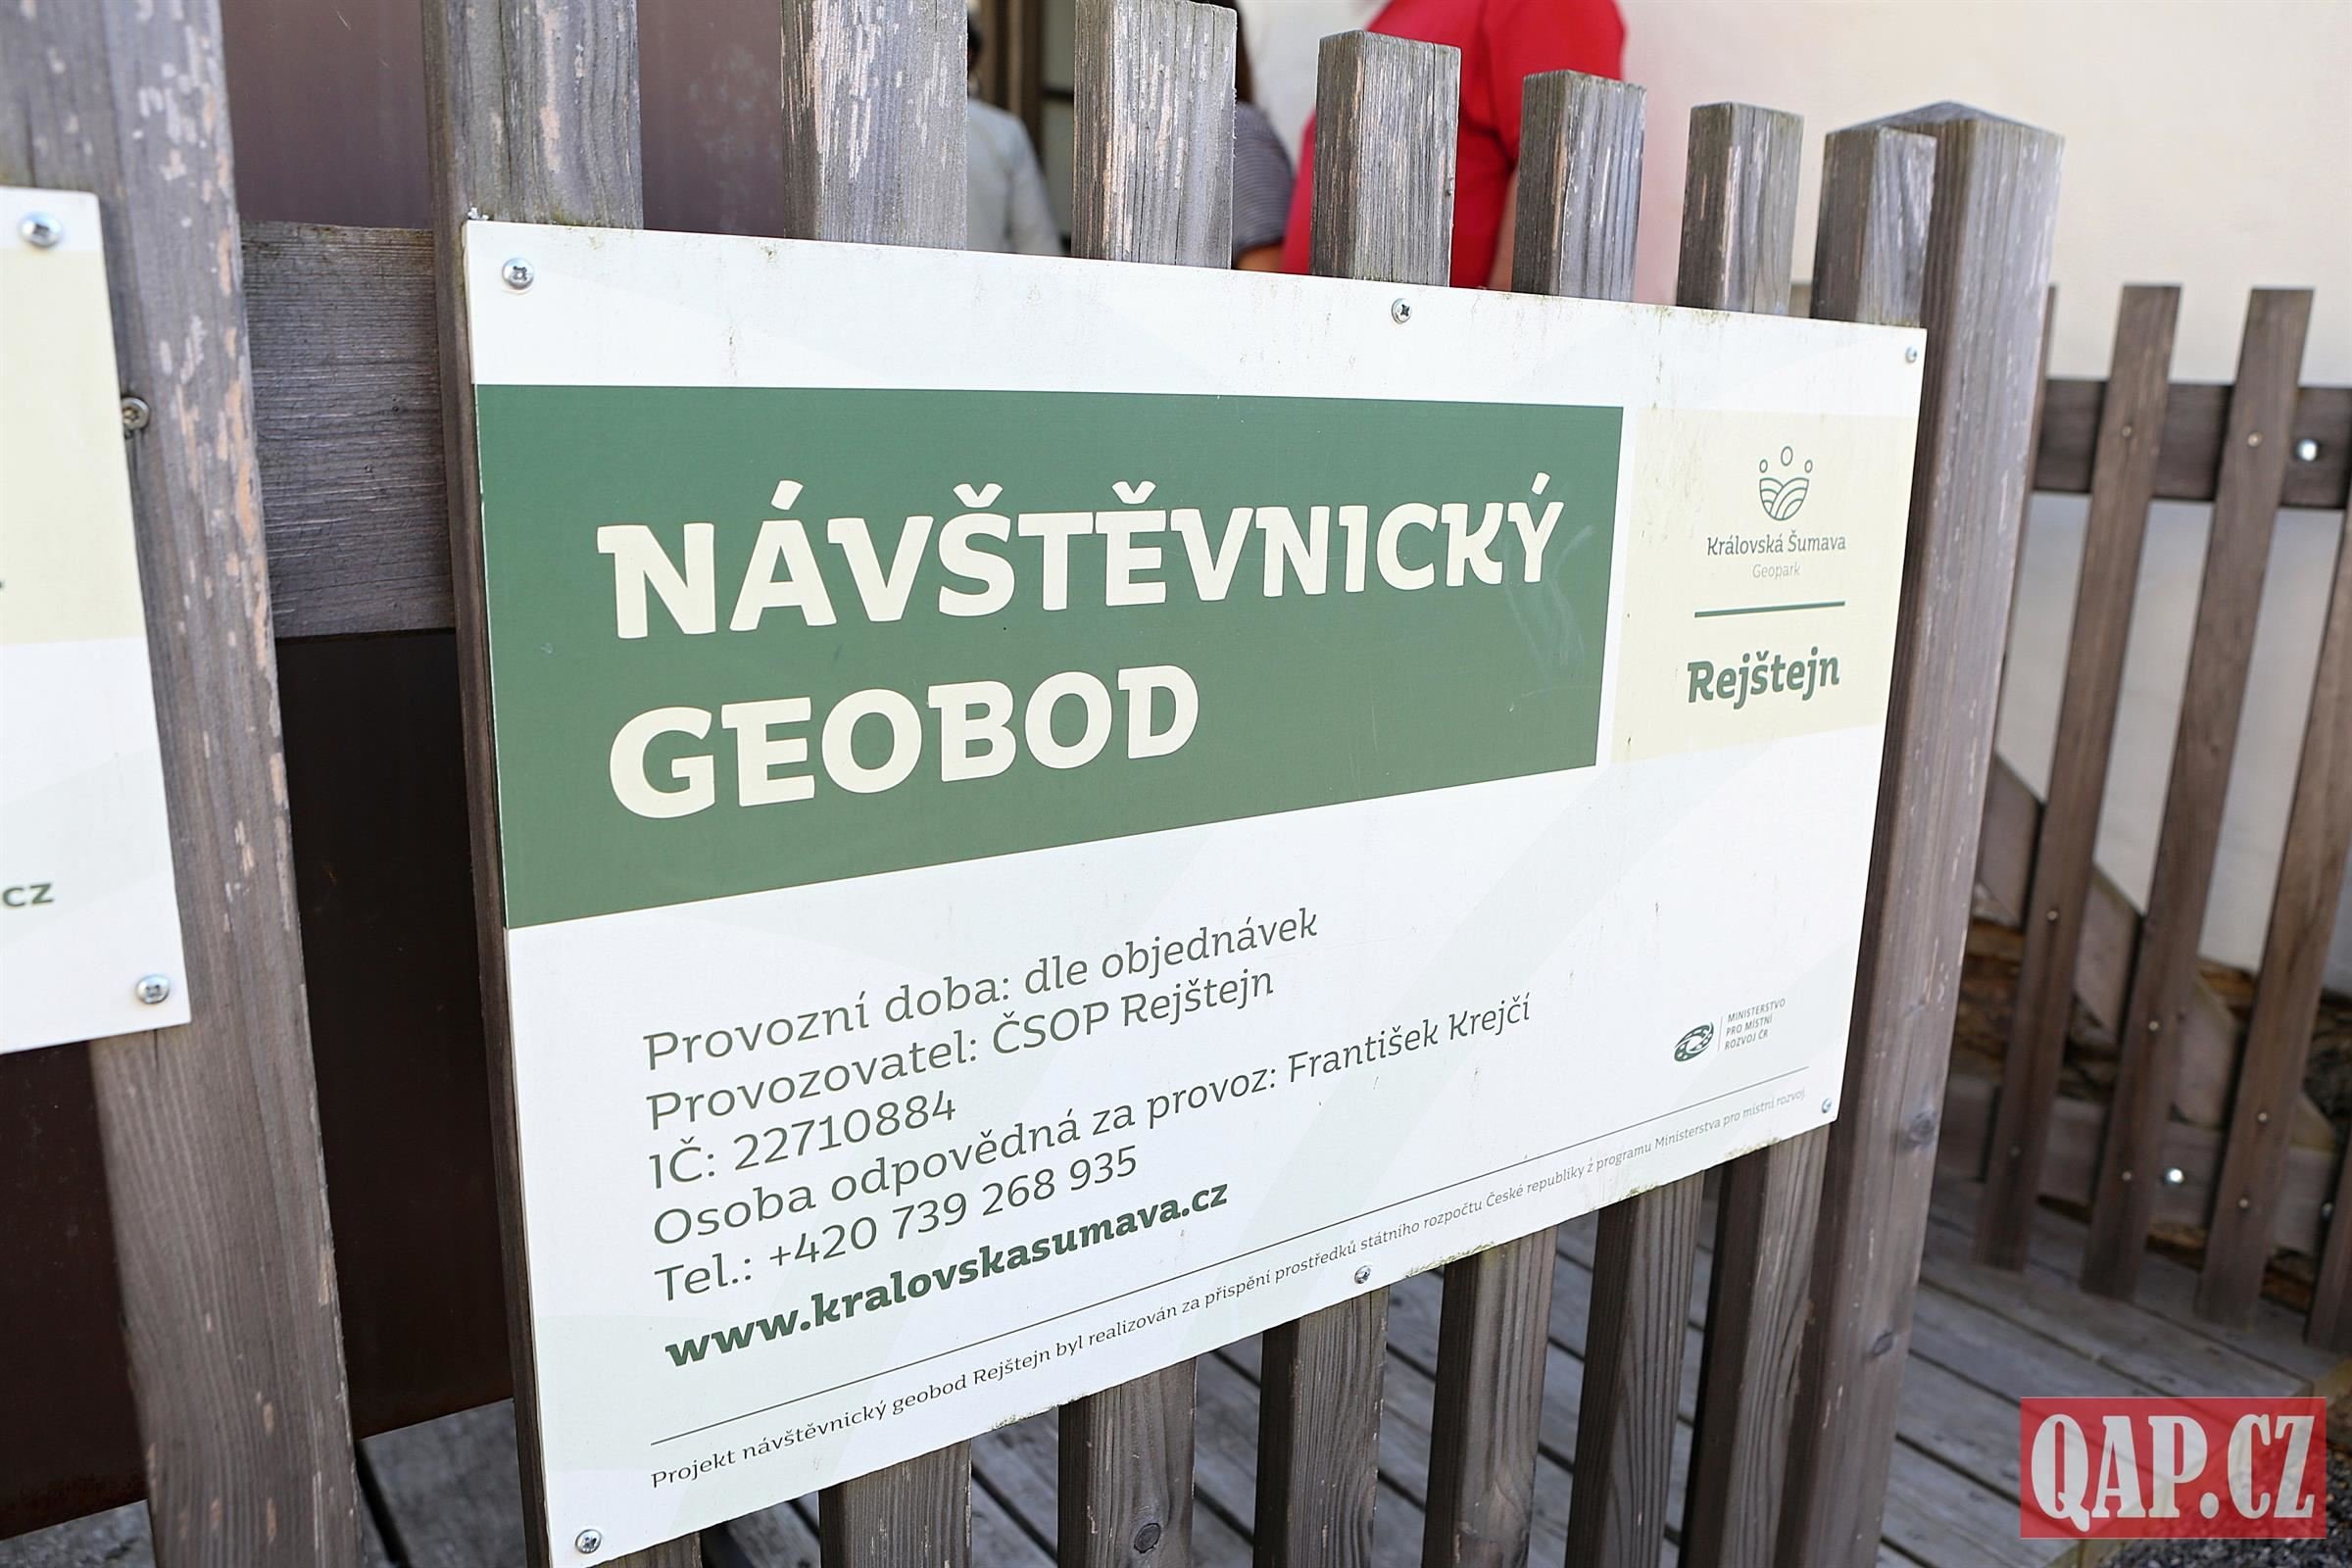 NÁVŠTĚVNICKÝ
GEOBOD
Královská Šumava
Geopark
Rejštejn
Provozní doba: dle objednávek
Provozovatel: ČSOP Rejštejn
IČ: 22710884
Osoba odpovědná za provoz: František Krejčí
Tel.: +420 739 268 935
www.kralovskasumava.cz
MINISTERSTVO
PRO MÍSTNÍ
ROZVOJ ČR
Projekt návštěvnický geobod Rejštejn byl realizován za přispění prostředků státního rozpočtu České republiky z programu Ministerstva pro místní rozvoj.
cz
QAP.CZ